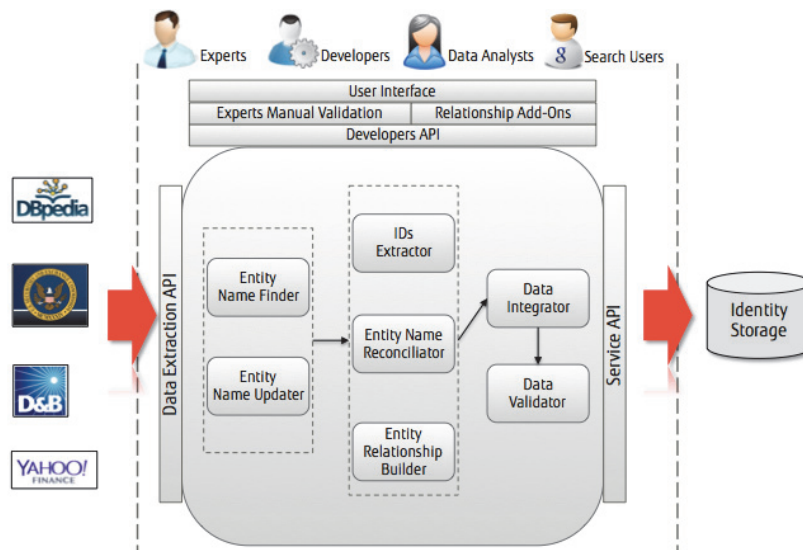 Experts
Developers
Data Analysts
8
Search Users
User Interface
Experts Manual Validation
Relationship Add-Ons
Developers API
DBpedia
D&B
YAHOO!
FINANCE
Data Extraction API
Entity
Name Finder
Entity
Name Updater
IDs
Extractor
Entity Name
Reconciliator
Entity
Relationship
Builder
Data
Integrator
Data
Validator
Service API
Identity
Storage